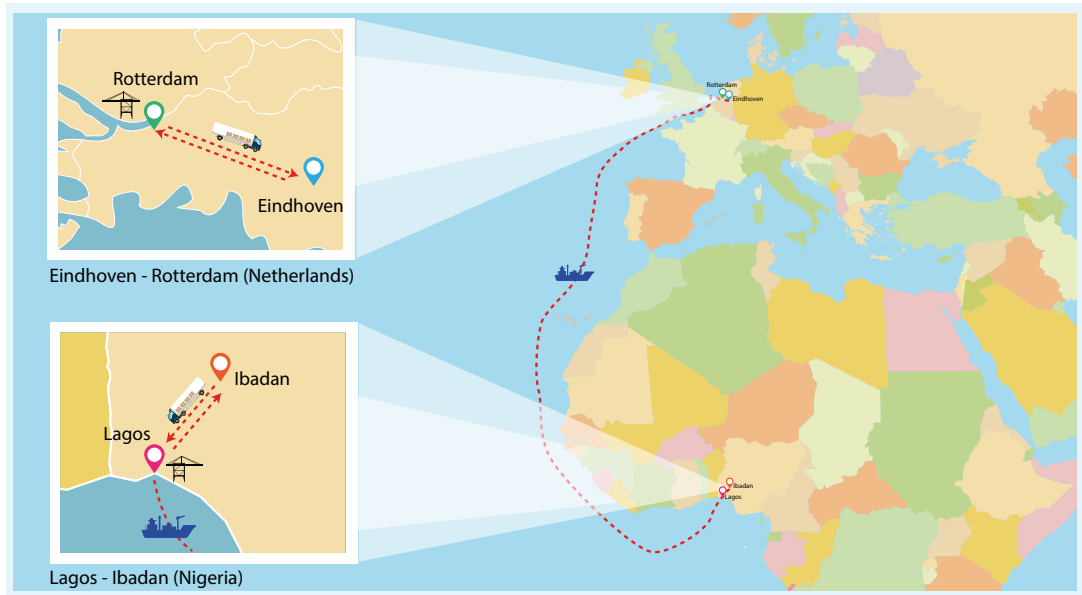 Rotterdam
Eindhoven
Eindhoven - Rotterdam (Netherlands)
Ibadan
Lagos
Lagos - Ibadan (Nigeria)
Rotterdam
Eindhoven
Ibadan
Lagos